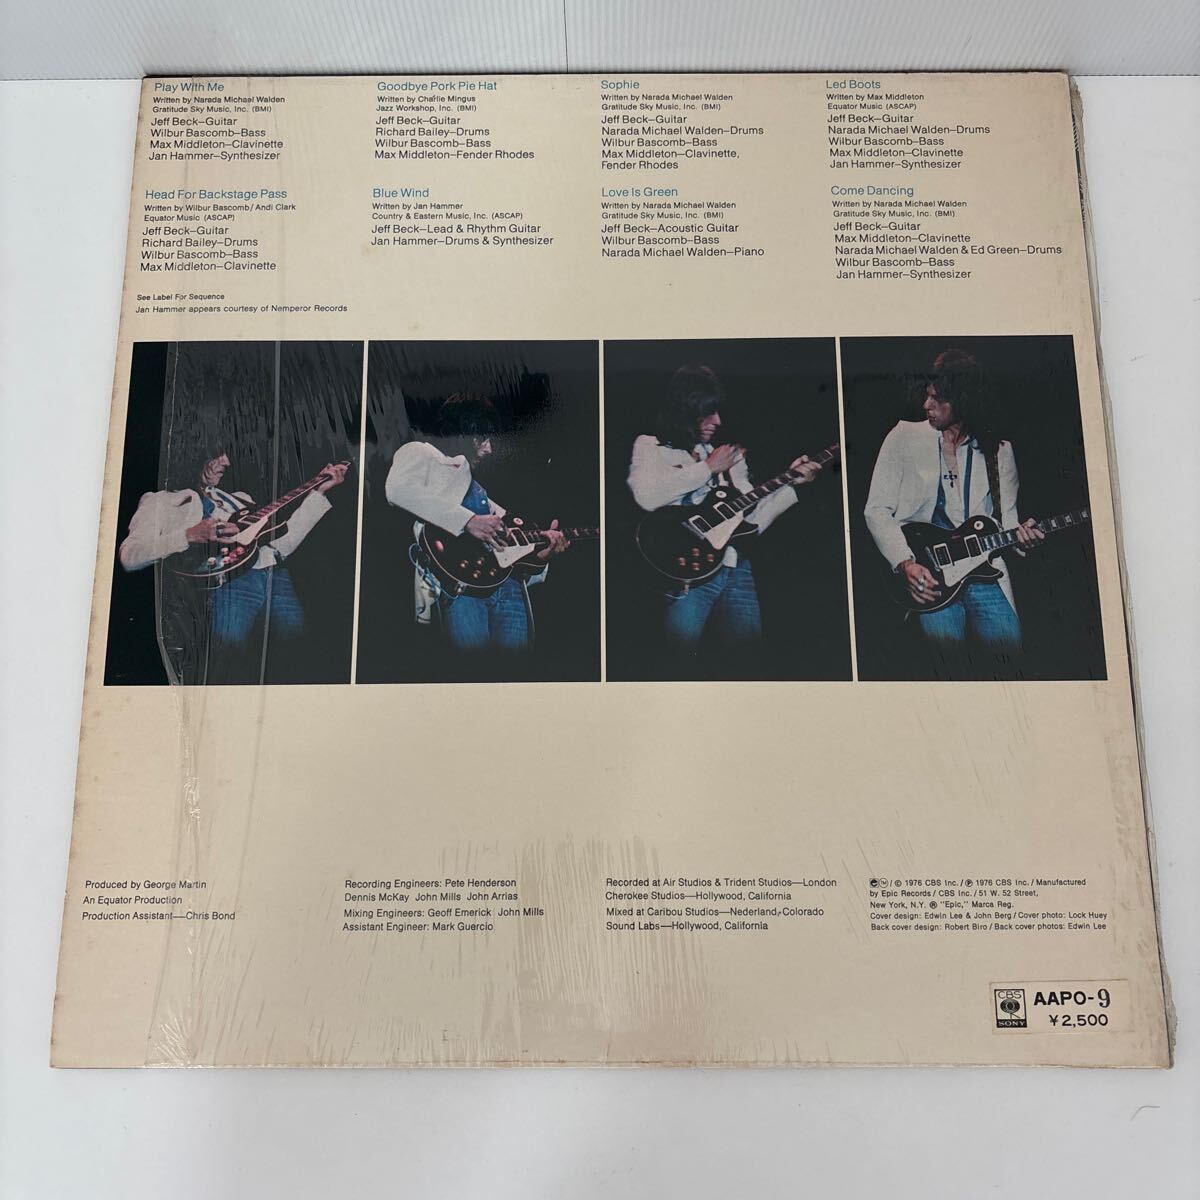 Play With Me
Written by Narada Michael Walden
Gratitude Sky Music, Inc. (BMI)
Jeff Beck—Guitar
Wilbur Bascomb—Bass
Max Middleton—Clavinette
Jan Hammer—Synthesizer
Goodbye Pork Pie Hat
Written by Charlie Mingus
Jazz Workshop, Inc. (BMI)
Jeff Beck—Guitar
Richard Bailey—Drums
Wilbur Bascomb—Bass
Max Middleton—Fender Rhodes
Sophie
Written by Narada Michael Walden
Gratitude Sky Music, Inc. (BMI)
Jeff Beck—Guitar
Narada Michael Walden—Drums
Wilbur Bascomb—Bass
Max Middleton—Clavinette,
Fender Rhodes
Led Boots
Written by Max Middleton
Equator Music (ASCAP)
Jeff Beck—Guitar
Narada Michael Walden—Drums
Wilbur Bascomb—Bass
Max Middleton—Clavinette
Jan Hammer—Synthesizer
Head For Backstage Pass
Written by Wilbur Bascomb/Andi Clark
Equator Music (ASCAP)
Jeff Beck—Guitar
Richard Bailey—Drums
Wilbur Bascomb—Bass
Max Middleton—Clavinette
Blue Wind
Written by Jan Hammer
Country & Eastern Music, Inc. (ASCAP)
Jeff Beck—Lead & Rhythm Guitar
Jan Hammer—Drums & Synthesizer
Love Is Green
Written by Narada Michael Walden
Gratitude Sky Music, Inc. (BMI)
Jeff Beck—Acoustic Guitar
Wilbur Bascomb—Bass
Narada Michael Walden—Piano
Come Dancing
Written by Narada Michael Walden
Gratitude Sky Music, Inc. (BMI)
Jeff Beck—Guitar
Max Middleton—Clavinette
Narada Michael Walden & Ed Green—Drums
Wilbur Bascomb—Bass
Jan Hammer—Synthesizer
See Label For Sequence
Jan Hammer appears courtesy of Nemperor Records
Produced by George Martin
An Equator Production
Production Assistant—Chris Bond
Recording Engineers: Pete Henderson
Dennis McKay John Mills John Arrias
Mixing Engineers: Geoff Emerick John Mills
Assistant Engineer: Mark Guercio
Recorded at Air Studios & Trident Studios—London
Cherokee Studios—Hollywood, California
Mixed at Caribou Studios—Nederland, Colorado
Sound Labs—Hollywood, California
/ © 1976 CBS Inc./ ℗ 1976 CBS Inc./Manufactured
by Epic Records/CBS Inc./51 W. 52 Street,
New York, N.Y. ® "Epic," Marca Reg.
Cover design: Edwin Lee & John Berg/Cover photo: Lock Huey
Back cover design: Robert Biro/Back cover photos: Edwin Lee
CBS
SONY
AAPO-9
¥2,500